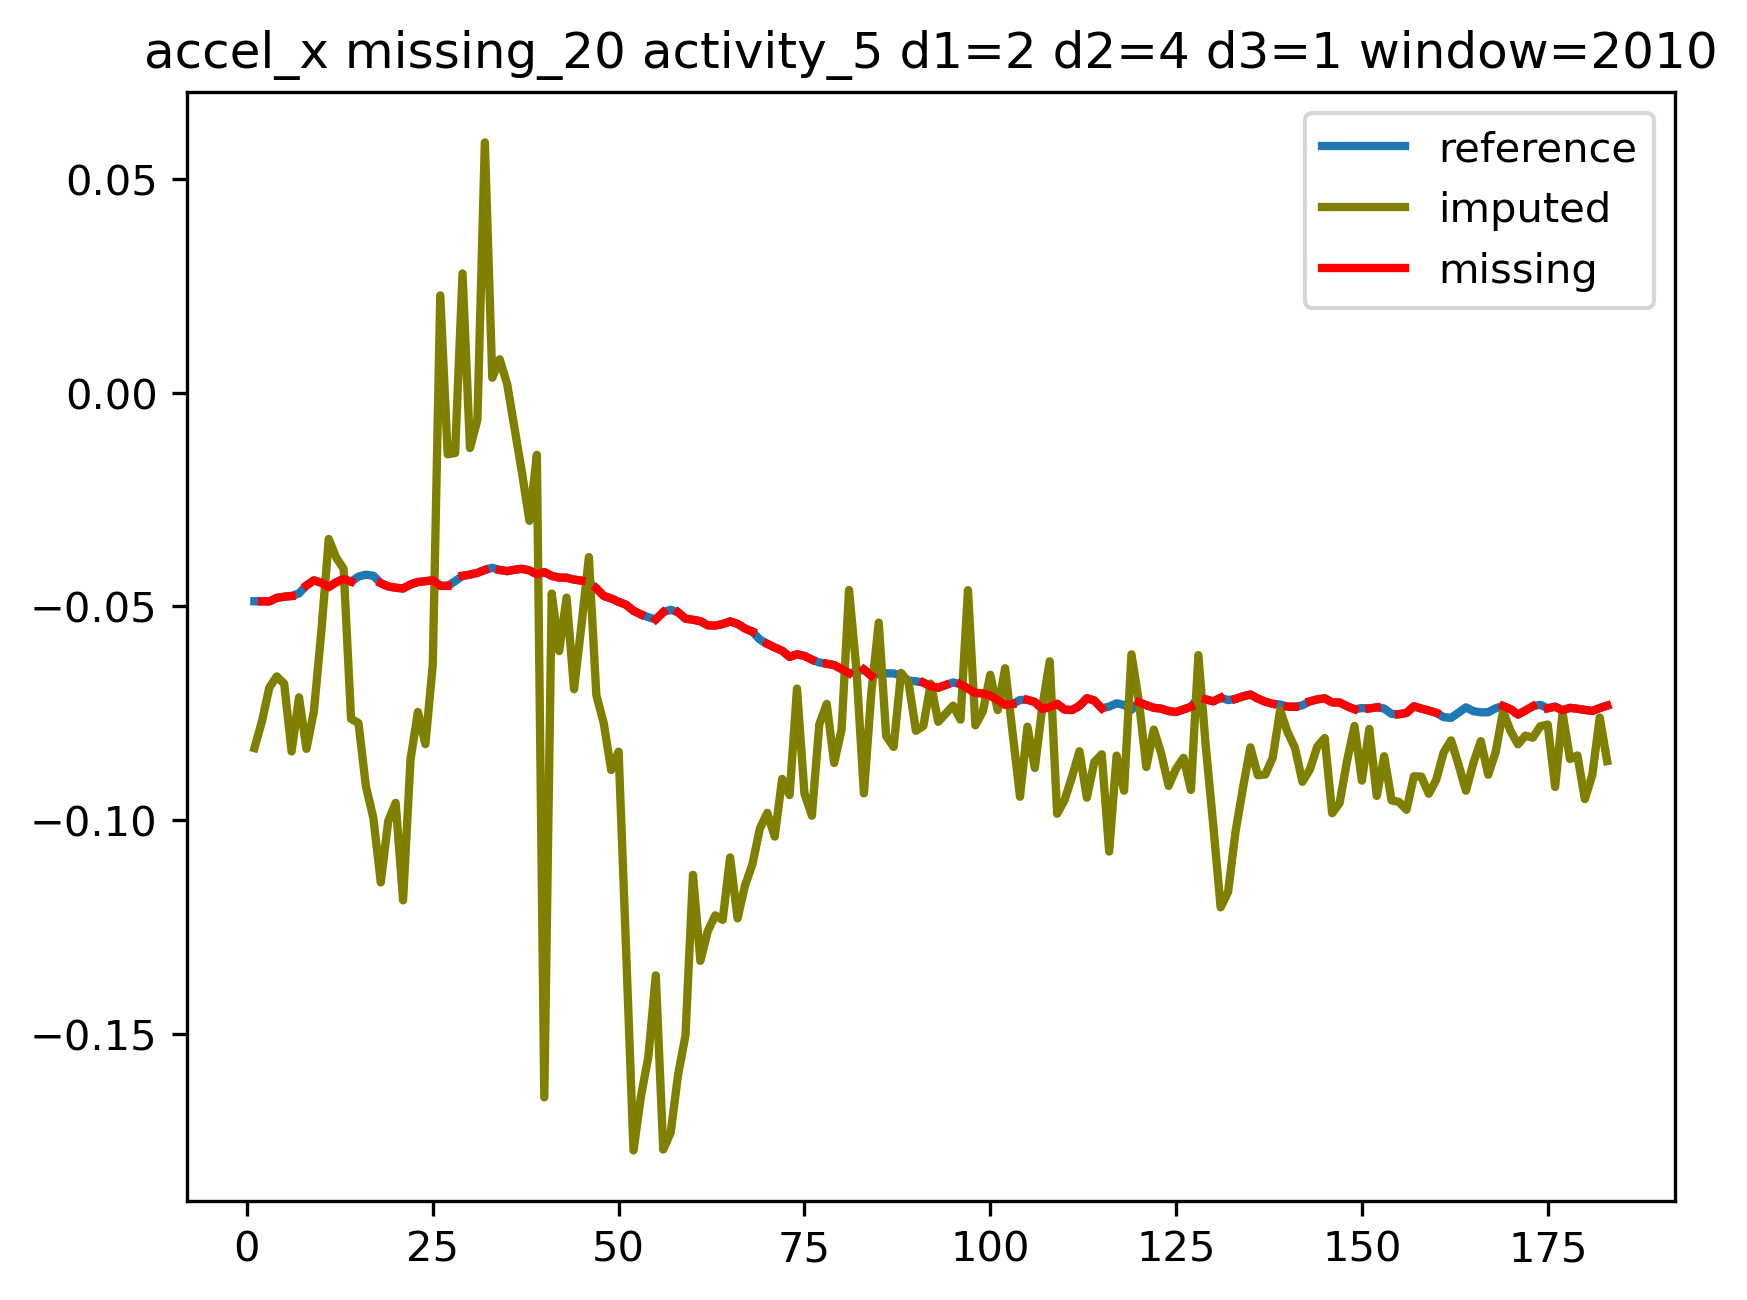 accel_x missing_20 activity_5 d1=2 d2=4 d3=1 window=2010
reference
imputed
missing
0.05
0.00
−0.05
−0.10
−0.15
0 25 50 75 100 125 150 175